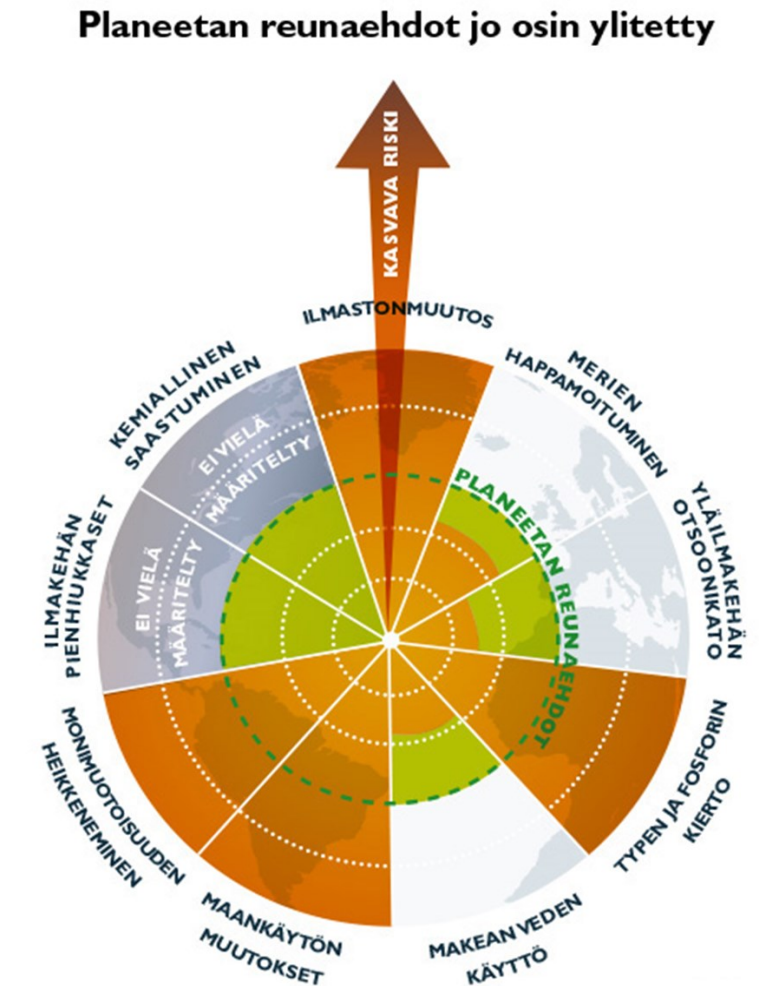 Planeetan reunaehdot jo osin ylitetty
KASVAVA RISKI
ILMASTONMUUTOS
MERIEN
HAPPAMOITUMINEN
YLÄILMAKEHÄN
OTSOONIKATO
TYPEN JA FOSFORIN
KIERTO
MAKEAN VEDEN
KÄYTTÖ
MAANKÄYTÖN
MUUTOKSET
MONIMUOTOISUUDEN
HEIKKENEMINEN
ILMAKEHÄN
PIENHIUKKASET
KEMIALLINEN
SAASTUMINEN
EI VIELÄ
MÄÄRITELTY
EI VIELÄ
MÄÄRITELTY
PLANEETAN REUNAEHDOT